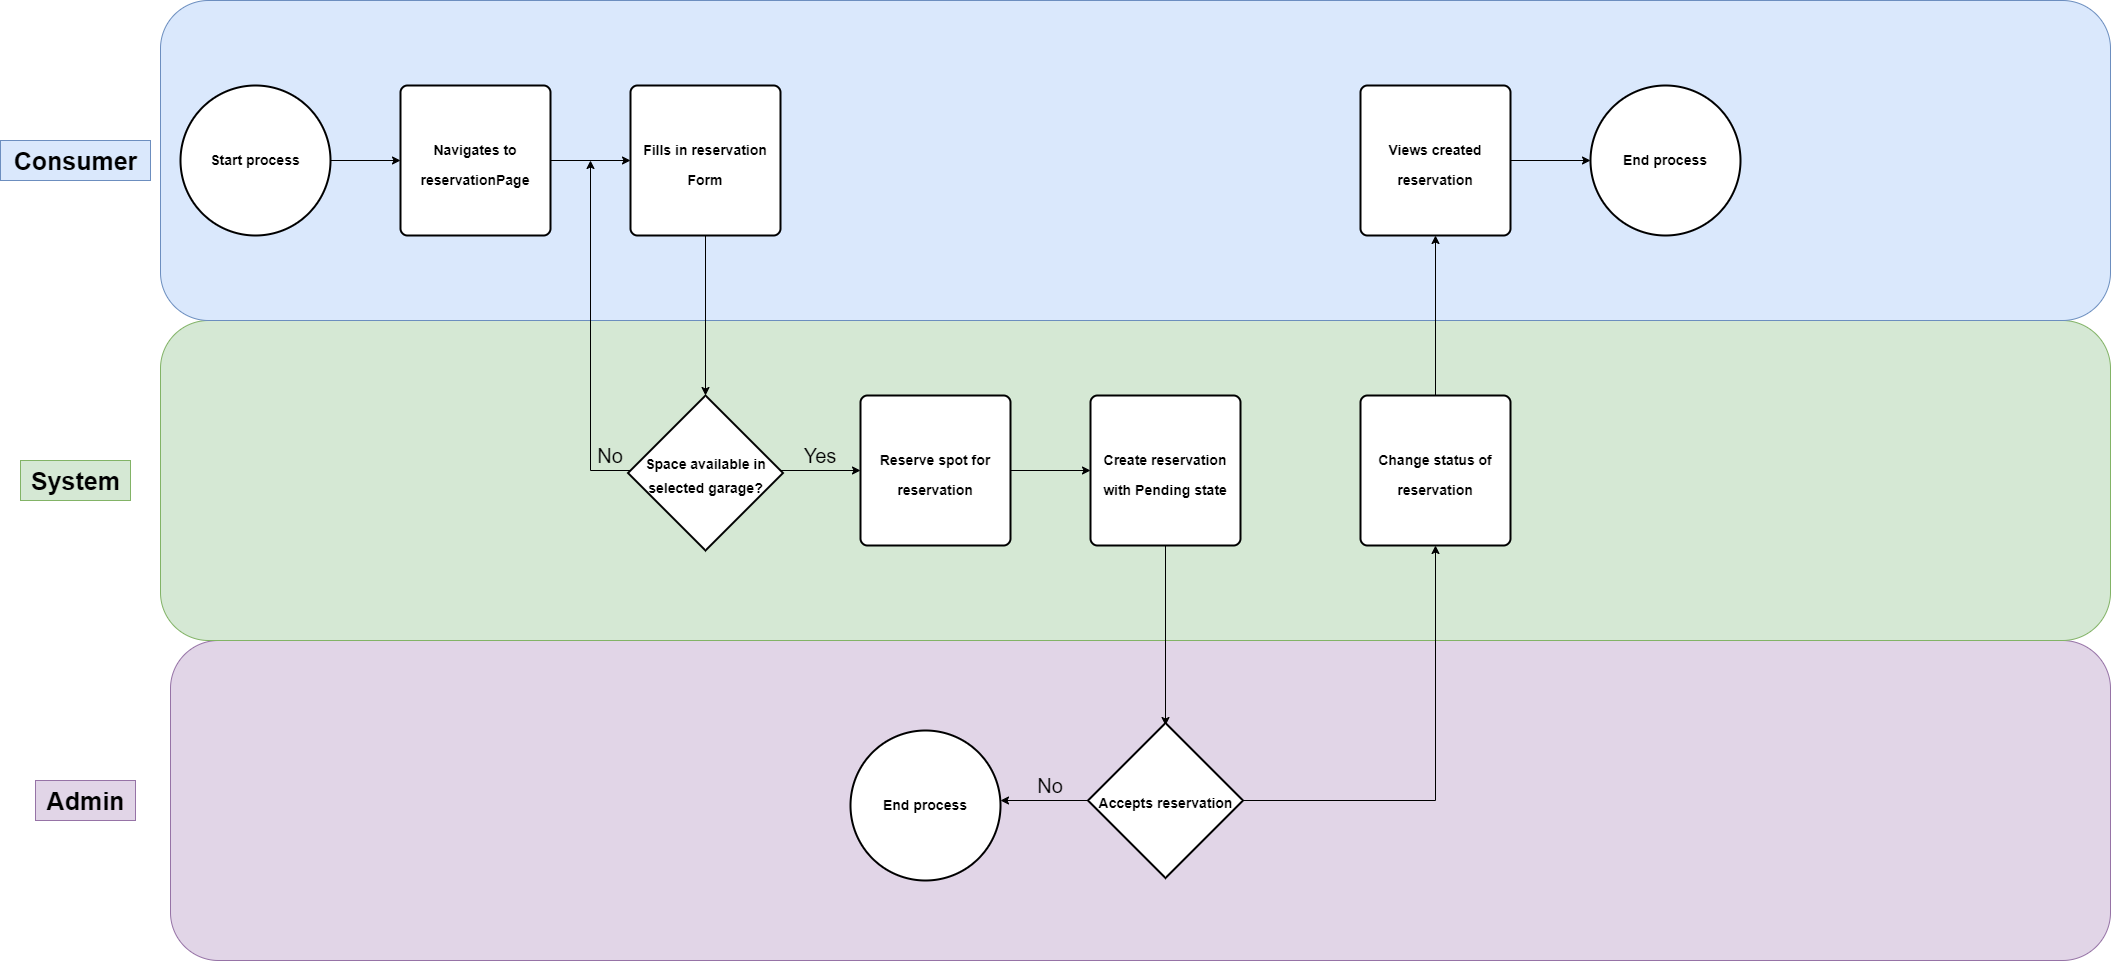 Consumer
Start process
Navigates to
reservationPage
Fills in reservation
Form
Views created
reservation
End process
System
No
Space available in
selected garage?
Yes
Reserve spot for
reservation
Create reservation
with Pending state
Change status of
reservation
Admin
End process
No
Accepts reservation